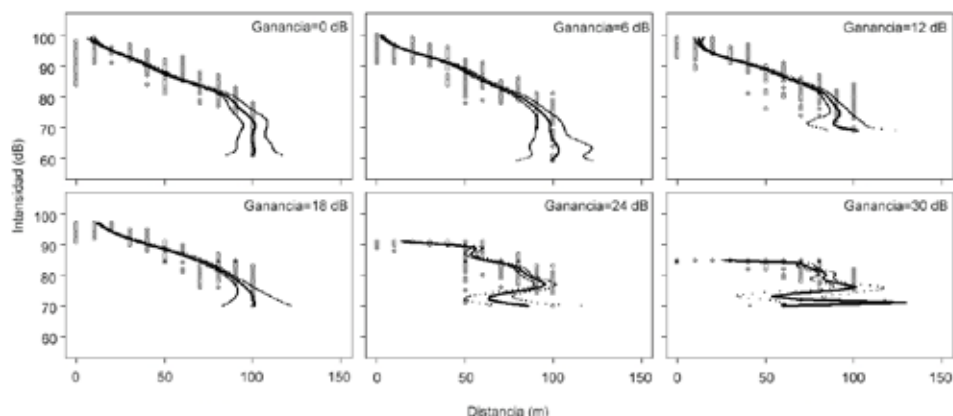 Ganancia=0 dB
Ganancia=6 dB
Ganancia=12 dB
100
90
80
70
60
Intensidad (dB)
Ganancia=18 dB
Ganancia=24 dB
Ganancia=30 dB
100
90
80
70
60
0 50 100 150 0 50 100 150 0 50 100 150
Distancia (m)